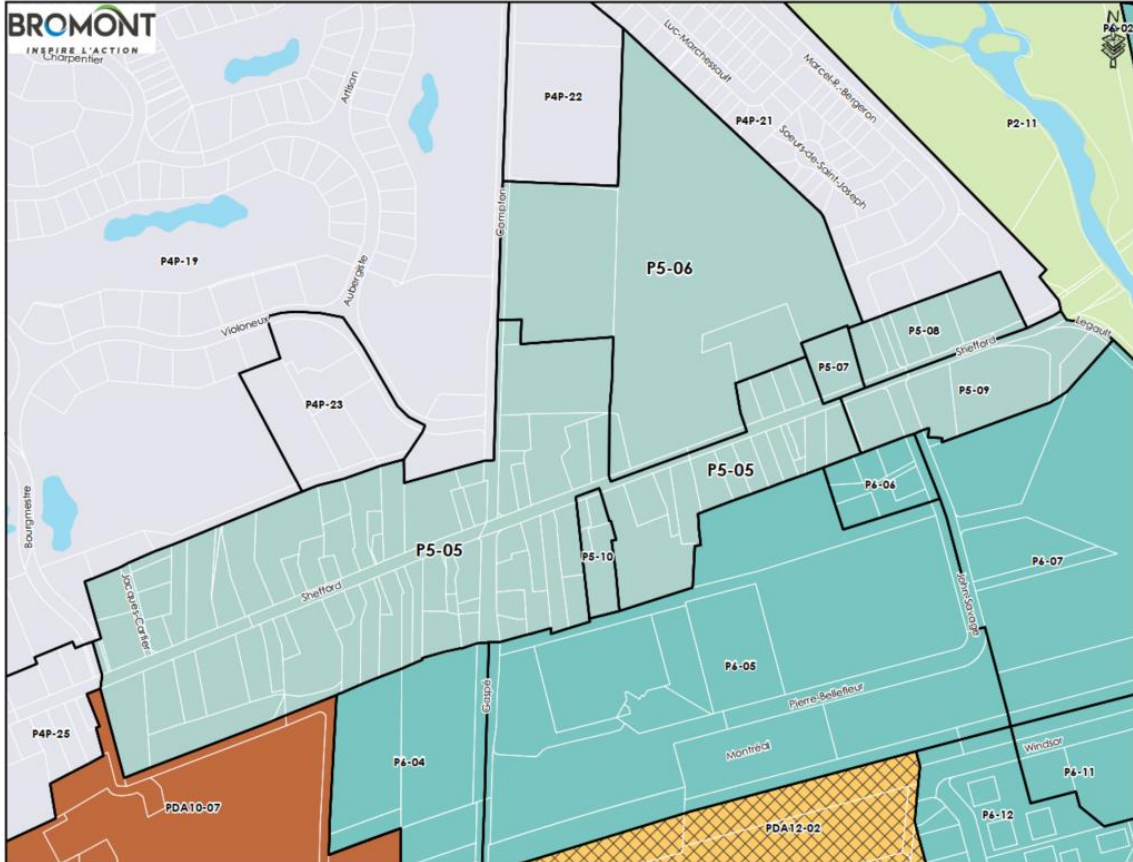 BROMONT
INSPIRE L'ACTION
Charpentier
N
P6-02
Artisan
P4P-22
Luc-Marchessault
Marcel-R.-Bergeron
P4P-21
P2-11
Soeurs-de-Saint-Joseph
Compton
P4P-19
Aubergiste
P5-06
Violoneux
P5-08
Legault
Shefford
P5-07
P5-09
P4P-23
P5-05
P6-06
Bourgmestre
P5-05
P5-10
P6-07
Jacques-Cartier
Shefford
John-Savage
P6-05
Pierre-Bellefleur
Gaspé
P4P-25
Montréal
Windsor
P6-04
P6-11
PDA10-07
P6-12
PDA12-02